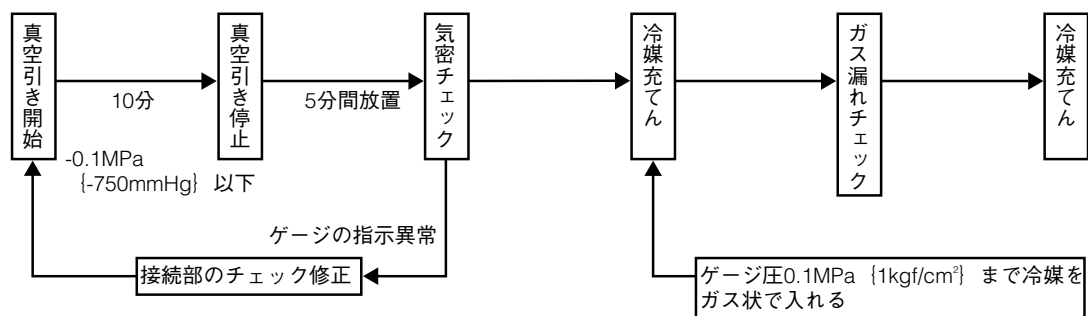 真空引き開始
10分
真空引き停止
5分間放置
気密チェック
冷媒充てん
ガス漏れチェック
冷媒充てん
-0.1MPa
{-750mmHg} 以下
ゲージの指示異常
接続部のチェック修正
ゲージ圧0.1MPa {1kgf/cm²} まで冷媒を
ガス状で入れる